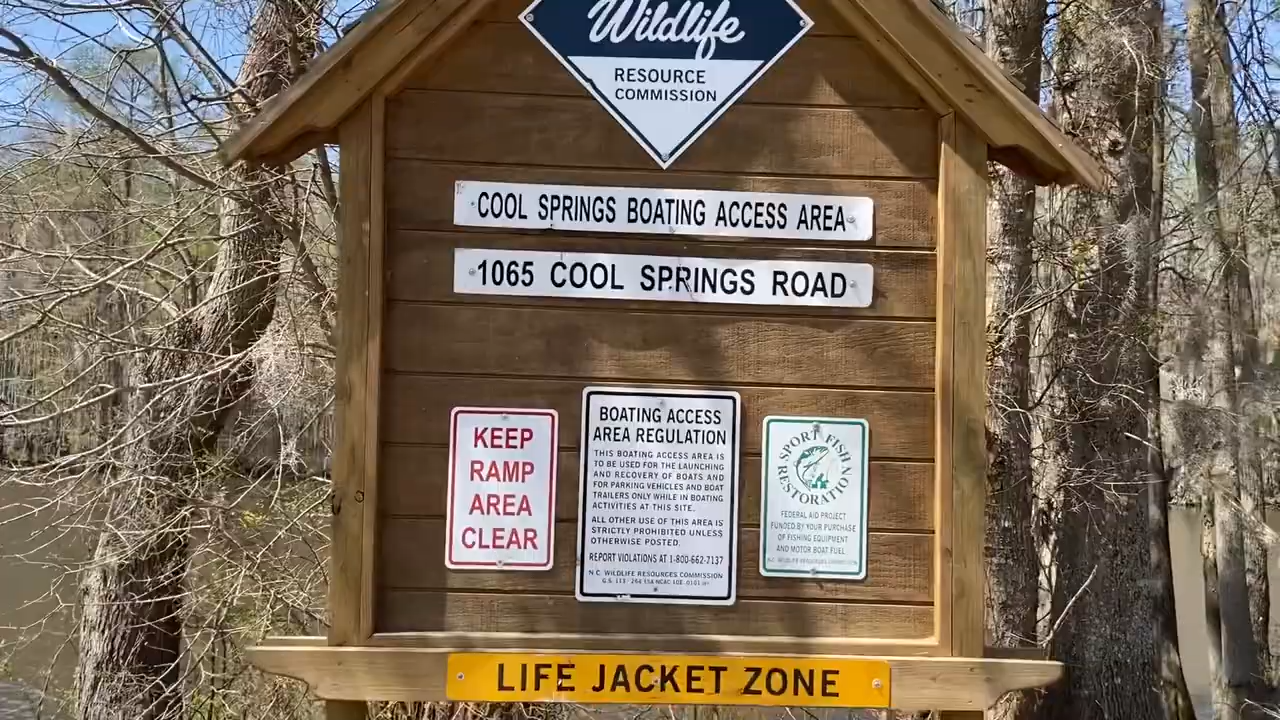 Wildlife
RESOURCE
COMMISSION
COOL SPRINGS BOATING ACCESS AREA
1065 COOL SPRINGS ROAD
KEEP
RAMP
AREA
CLEAR
BOATING ACCESS
AREA REGULATION
THIS BOATING ACCESS AREA IS
TO BE USED FOR THE LAUNCHING
AND RECOVERY OF BOATS AND
FOR PARKING VEHICLES AND BOAT
TRAILERS ONLY WHILE IN BOATING
ACTIVITIES AT THIS SITE.
ALL OTHER USE OF THIS AREA IS
STRICTLY PROHIBITED UNLESS
OTHERWISE POSTED.
REPORT VIOLATIONS AT 1-800-662-7137
N.C. WILDLIFE RESOURCES COMMISSION
SPORT FISH
RESTORATION
FEDERAL AID PROJECT
FUNDED BY YOUR PURCHASE
OF FISHING EQUIPMENT
AND MOTOR BOAT FUEL
N.C. WILDLIFE RESOURCES COMMISSION
LIFE JACKET ZONE